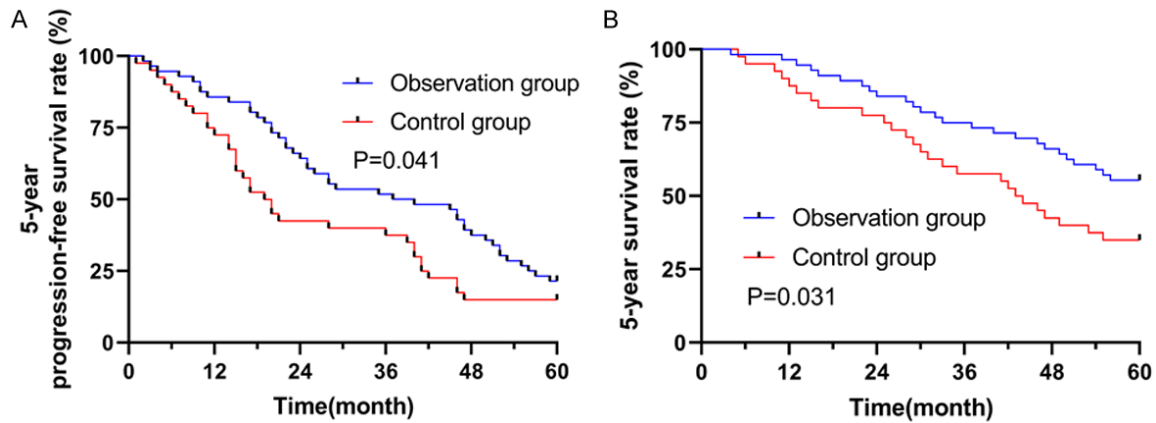 A
5-year
progression-free survival rate (%)
100
75
50
25
0
0 12 24 36 48 60
Time(month)
Observation group
Control group
P=0.041
B
5-year survival rate (%)
100
75
50
25
0
0 12 24 36 48 60
Time(month)
Observation group
Control group
P=0.031